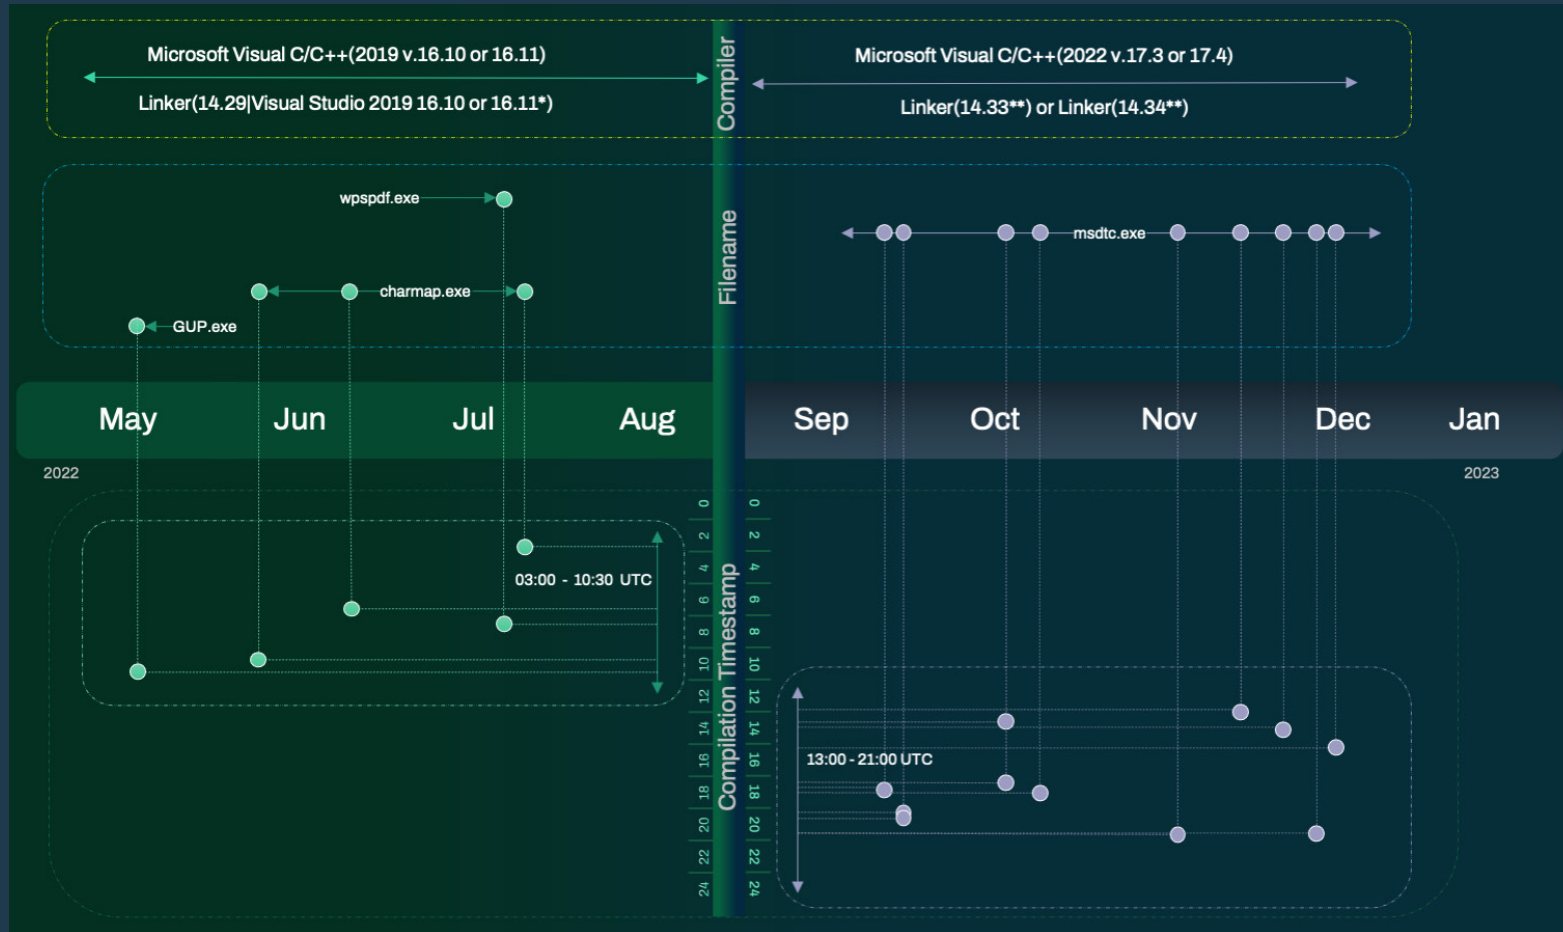 Microsoft Visual C/C++(2019 v.16.10 or 16.11)
Linker(14.29|Visual Studio 2019 16.10 or 16.11*)
Compiler
Microsoft Visual C/C++(2022 v.17.3 or 17.4)
Linker(14.33**) or Linker(14.34**)
wpspdf.exe
charmap.exe
GUP.exe
Filename
msdtc.exe
May
Jun
Jul
Aug
Sep
Oct
Nov
Dec
Jan
2022
2023
03:00 - 10:30 UTC
0
2
4
6
8
10
12
14
16
18
20
22
24
Compilation Timestamp
0
2
4
6
8
10
12
14
16
18
20
22
24
13:00 - 21:00 UTC